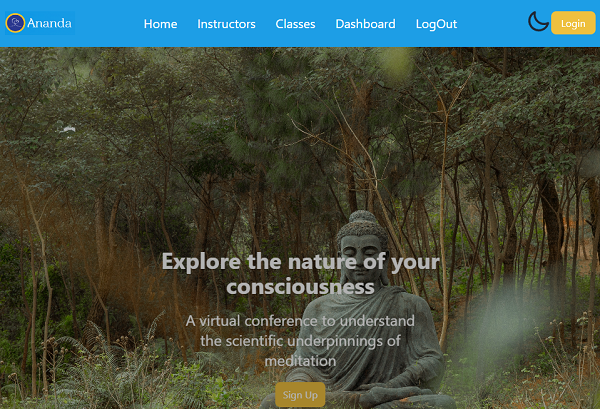 Ananda
Home Instructors Classes Dashboard LogOut
Login
Explore the nature of your
consciousness
A virtual conference to understand
the scientific underpinnings of
meditation
Sign Up